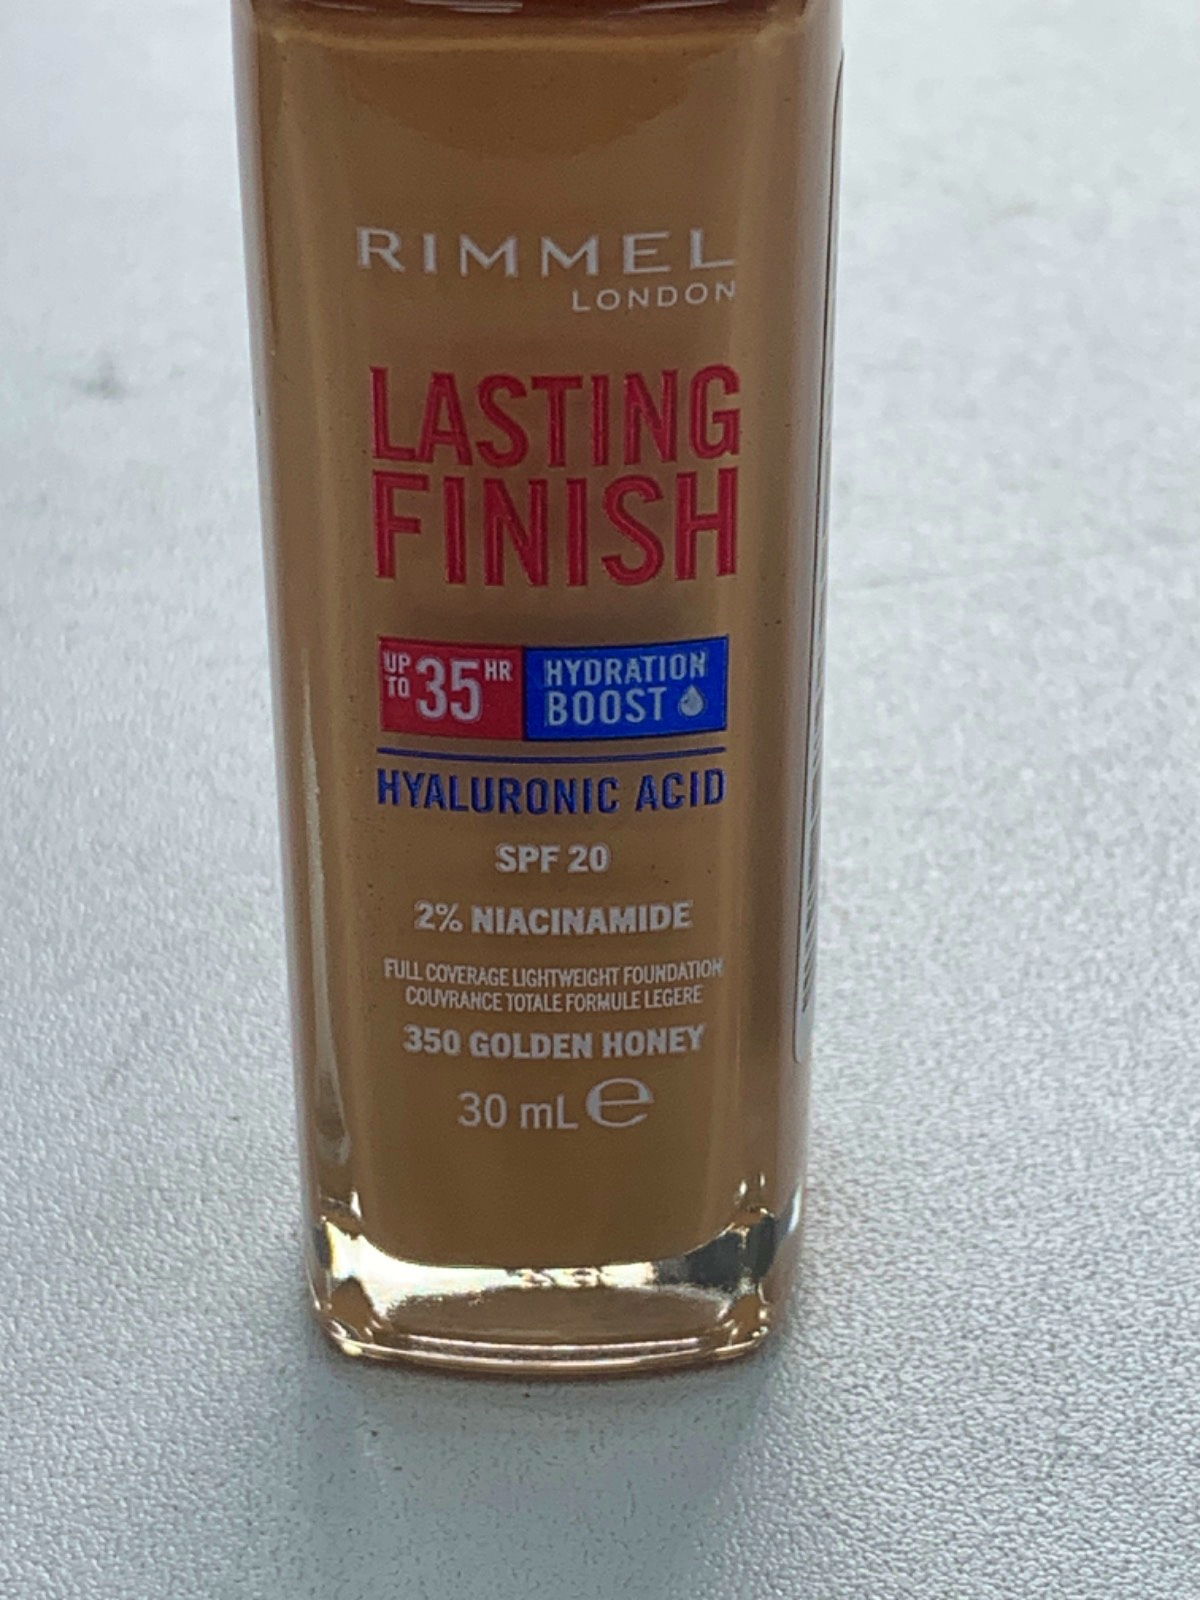 RIMMEL
LONDON
LASTING
FINISH
UP TO 35 HR
HYDRATION
BOOST
HYALURONIC ACID
SPF 20
2% NIACINAMIDE
FULL COVERAGE LIGHTWEIGHT FOUNDATION
COUVRANCE TOTALE FORMULE LEGERE
350 GOLDEN HONEY
30 mL ℮